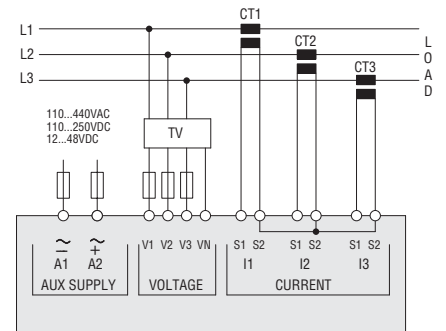 CT1
L1
CT2
L2
CT3
L3
L
O
A
D
110...440VAC
110...250VDC
12...48VDC
TV
V1 V2 V3 VN
S1 S2
S1 S2
S1 S2
A1
A2
I1
I2
I3
AUX SUPPLY
VOLTAGE
CURRENT